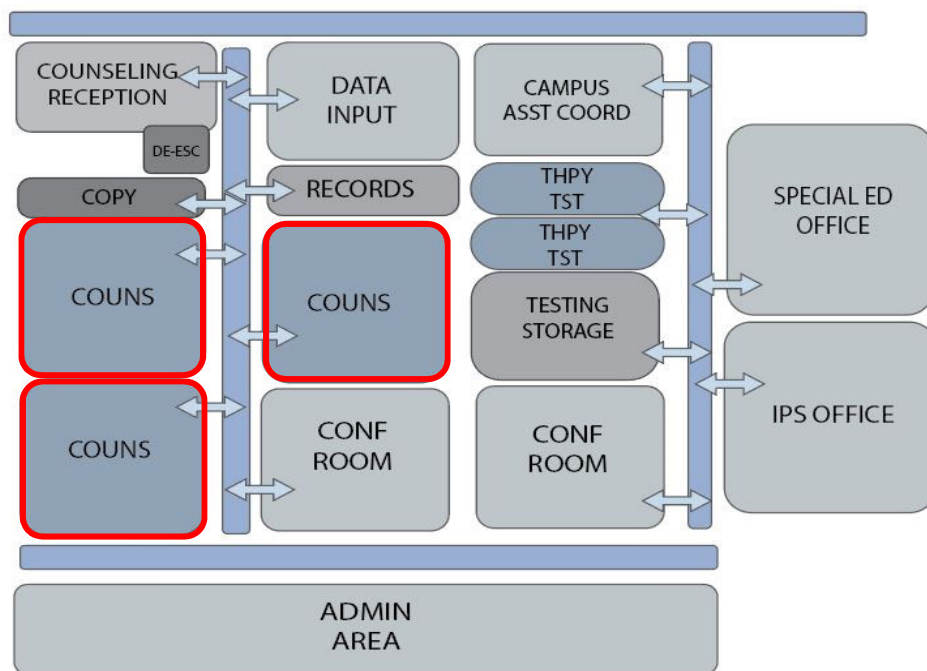 COUNSELING
RECEPTION
DATA
INPUT
CAMPUS
ASST COORD
DE-ESC
COPY
RECORDS
THPY
TST
THPY
TST
SPECIAL ED
OFFICE
COUNS
COUNS
TESTING
STORAGE
COUNS
CONF
ROOM
CONF
ROOM
IPS OFFICE
ADMIN
AREA